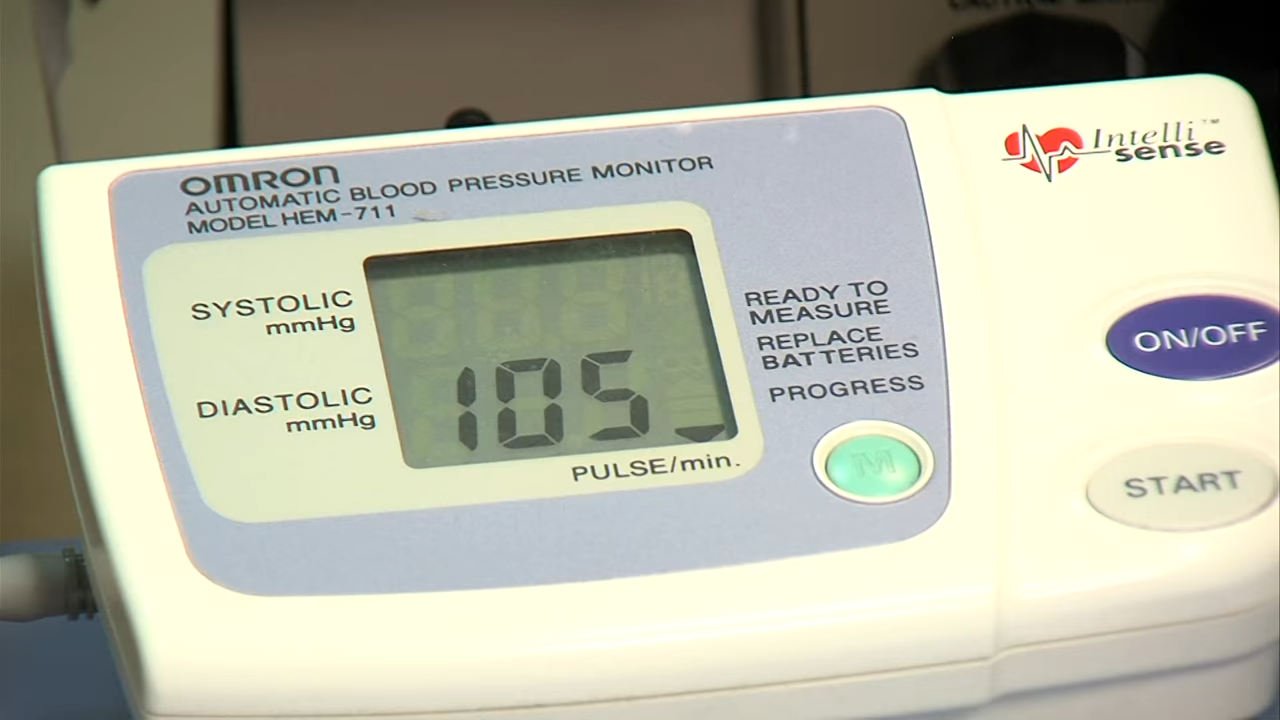 OMRON
AUTOMATIC BLOOD PRESSURE MONITOR
MODEL HEM-711
Intelli™
sense
SYSTOLIC
mmHg
READY TO
MEASURE
REPLACE
BATTERIES
PROGRESS
ON/OFF
DIASTOLIC
mmHg
105
PULSE/min.
M
START